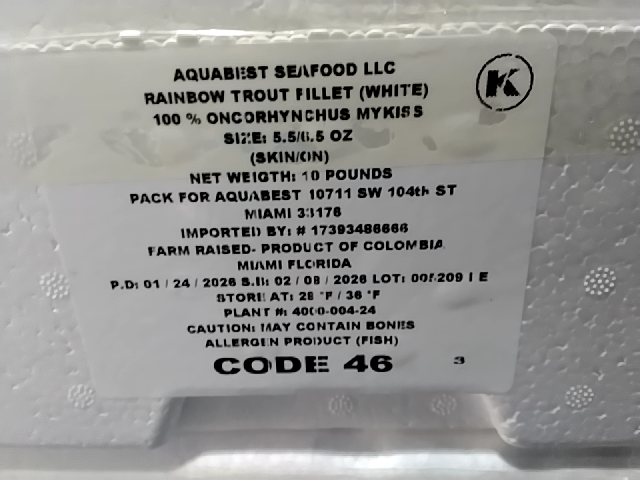 AQUABEST SEAFOOD LLC
K
RAINBOW TROUT FILLET (WHITE)
100 % ONCORHYNCHUS MYKISS
SIZE: 5.5/6.5 OZ
(SKIN/ON)
NET WEIGTH: 10 POUNDS
PACK FOR AQUABEST 10711 SW 104th ST
MIAMI 33176
IMPORTED BY: # 17393486666
FARM RAISED- PRODUCT OF COLOMBIA
MIAMI FLORIDA
P.D: 01 / 24 / 2026 S.B: 02 / 08 / 2026 LOT: E
STORE AT: 28 °F / 36 °F
PLANT #: 4000-004-24
CAUTION: MAY CONTAIN BONES
ALLERGEN PRODUCT (FISH)
CODE 46 3